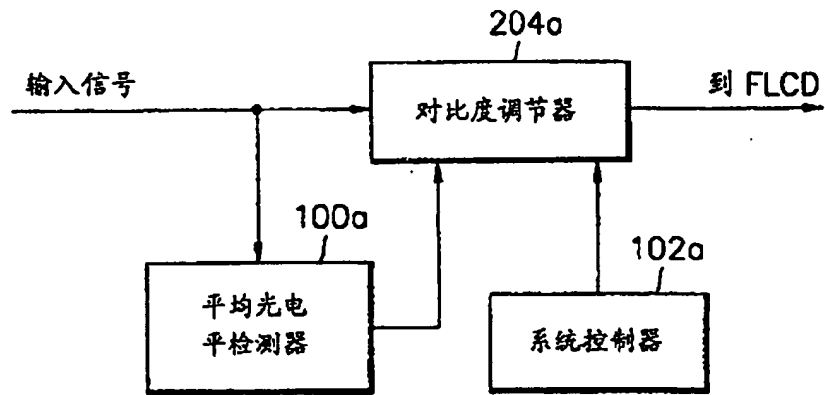 204a
输入信号
对比度调节器
到 FLCD
100a
平均光电
平检测器
102a
系统控制器